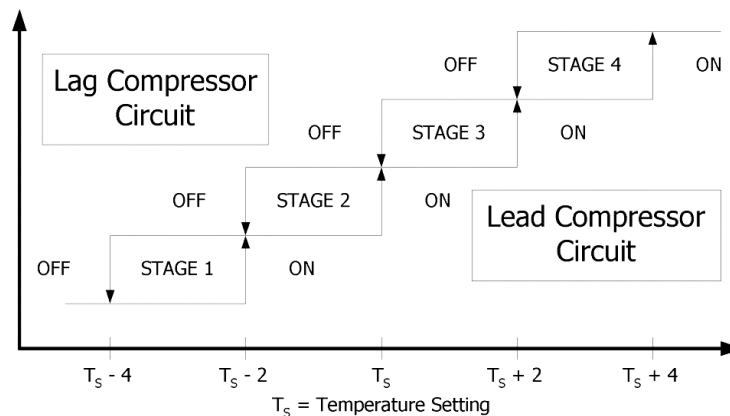 OFF STAGE 4 ON
Lag Compressor
Circuit
OFF STAGE 3 ON
OFF STAGE 2 ON
Lead Compressor
Circuit
OFF STAGE 1 ON
TS - 4 TS - 2 TS TS + 2 TS + 4
TS = Temperature Setting